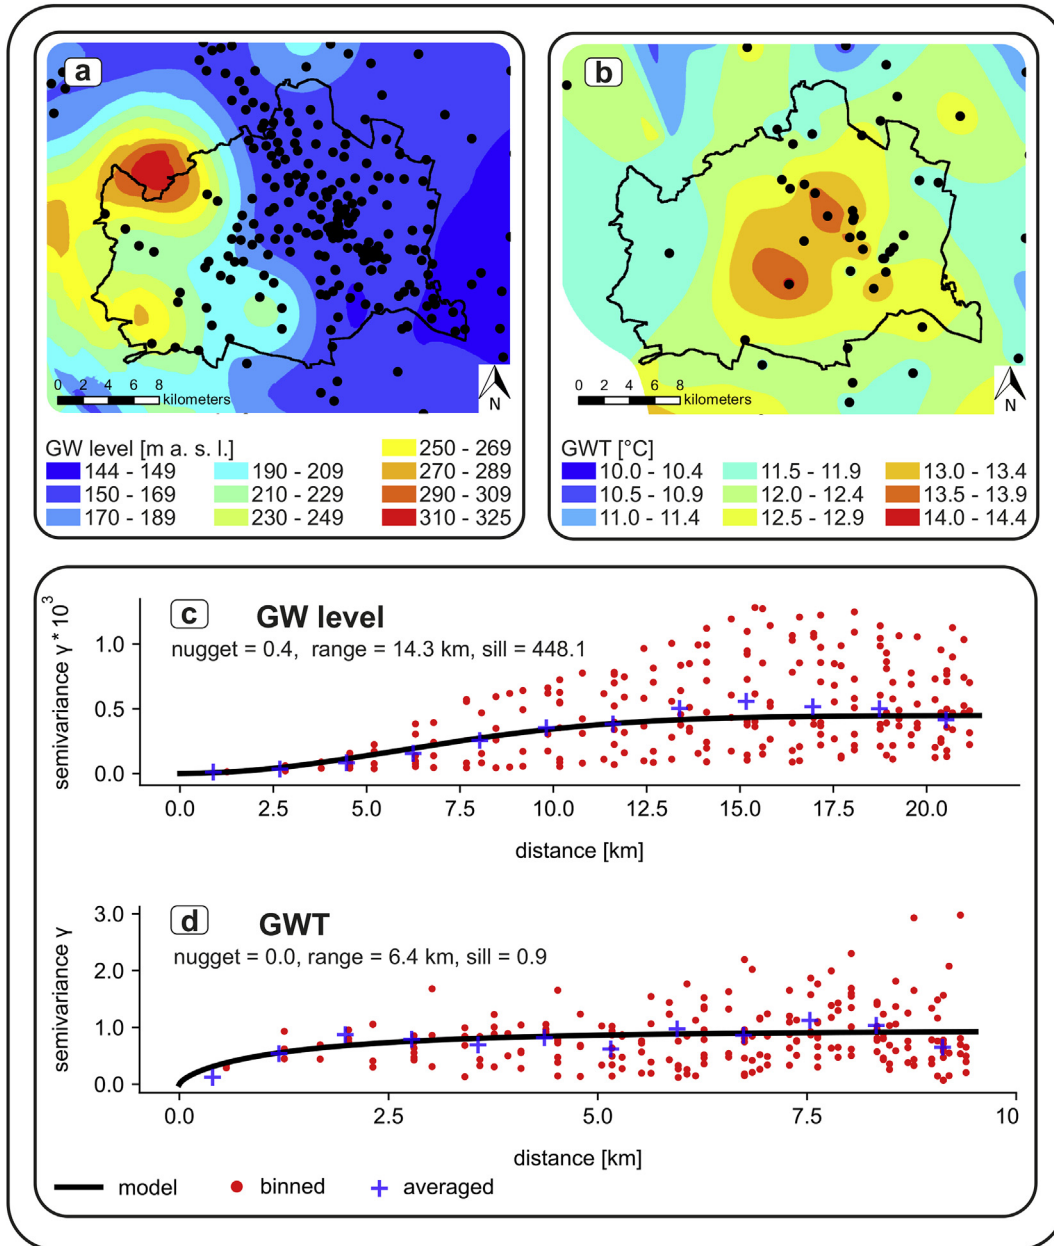 a
0 2 4 6 8
kilometers
N
GW level [m a. s. l.]
144 - 149
150 - 169
170 - 189
190 - 209
210 - 229
230 - 249
250 - 269
270 - 289
290 - 309
310 - 325
b
0 2 4 6 8
kilometers
N
GWT [°C]
10.0 - 10.4
10.5 - 10.9
11.0 - 11.4
11.5 - 11.9
12.0 - 12.4
12.5 - 12.9
13.0 - 13.4
13.5 - 13.9
14.0 - 14.4
c GW level
nugget = 0.4, range = 14.3 km, sill = 448.1
semivariance γ * 10³
1.0
0.5
0.0
0.0 2.5 5.0 7.5 10.0 12.5 15.0 17.5 20.0
distance [km]
d GWT
nugget = 0.0, range = 6.4 km, sill = 0.9
semivariance γ
3.0
2.0
1.0
0.0
0.0 2.5 5.0 7.5 10
distance [km]
model binned averaged